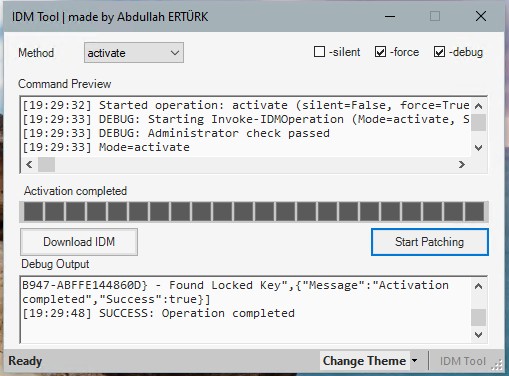 IDM Tool | made by Abdullah ERTÜRK
Method
activate
-silent
-force
-debug
Command Preview
[19:29:32] Started operation: activate (silent=False, force=True
[19:29:33] DEBUG: Starting Invoke-IDMOperation (Mode=activate, S
[19:29:33] DEBUG: Administrator check passed
[19:29:33] Mode=activate
Activation completed
Download IDM
Start Patching
Debug Output
B947-ABFFE144860D} - Found Locked Key",{"Message":"Activation
completed","Success":true}]
[19:29:48] SUCCESS: Operation completed
Ready
Change Theme
IDM Tool